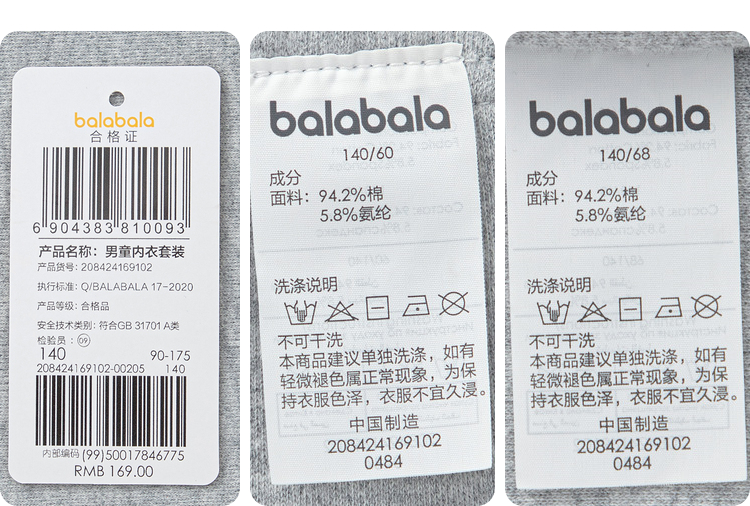 balabala
合格证
6 904383 810093
产品名称：男童内衣套装
产品货号：208424169102
执行标准：Q/BALABALA 17-2020
产品等级：合格品
安全技术类别：符合GB 31701 A类
检验员：09
140 90-175
208424169102-00205 140
内部编码 (99)50017846775
RMB 169.00
balabala
140/60
成分
面料：94.2%棉
5.8%氨纶
洗涤说明
不可干洗
本商品建议单独洗涤，如有
轻微褪色属正常现象，为保
持衣服色泽，衣服不宜久浸。
中国制造
208424169102
0484
balabala
140/68
成分
面料：94.2%棉
5.8%氨纶
洗涤说明
不可干洗
本商品建议单独洗涤，如有
轻微褪色属正常现象，为保
持衣服色泽，衣服不宜久浸。
中国制造
208424169102
0484